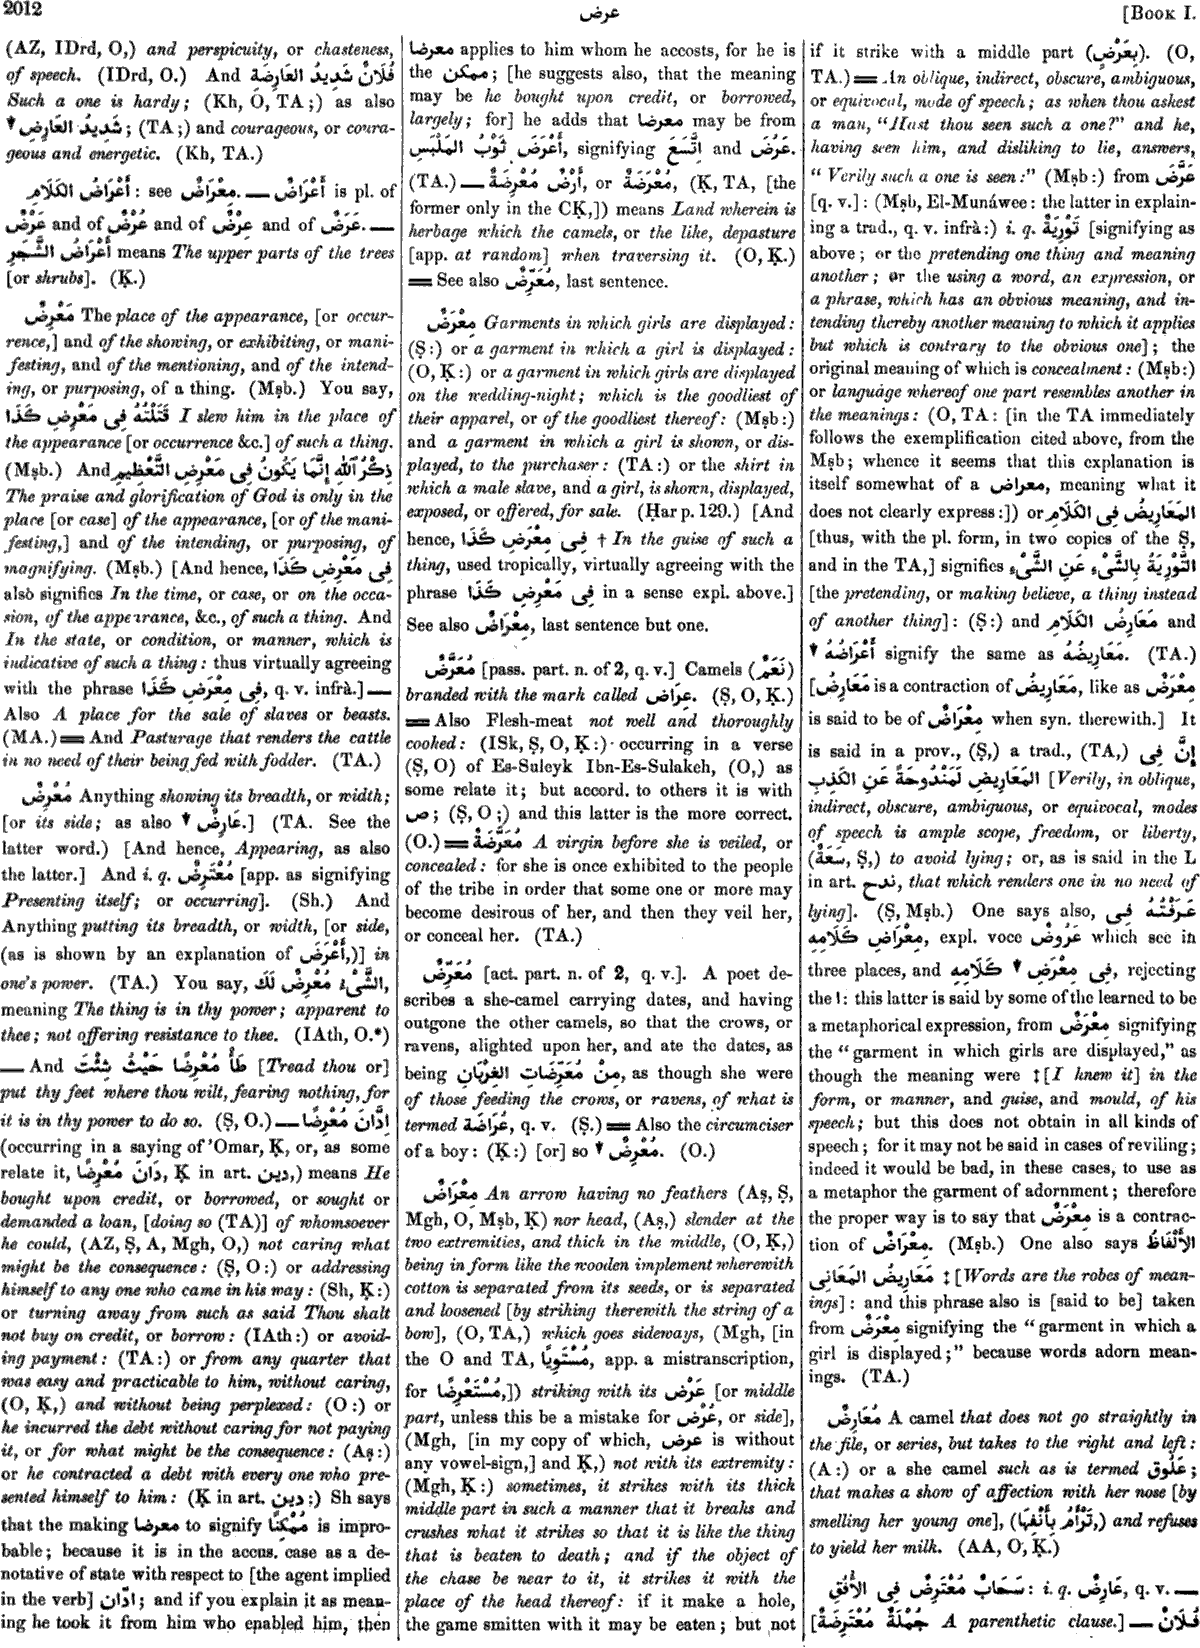 2012
عرض
[BOOK I.
(AZ, IDrd, O,) and perspicuity, or chasteness,
of speech. (IDrd, O.) And فُلَانٌ شَدِيدُ العَارِضَةِ
Such a one is hardy; (Kh, O, TA;) as also
شَدِيدُ العَارِضِ; (TA;) and courageous, or coura-
geous and energetic. (Kh, TA.)
أَعْرَاضُ الكَلَامِ: see مِعْرَاضٌ. — أَعْرَاضٌ is pl. of
عَرْضٌ and of عُرْضٌ and of عِرْضٌ and of عَرَضٌ. —
أَعْرَاضُ الشَّجَرِ means The upper parts of the trees
[or shrubs]. (Ḳ.)
مَعْرِضٌ The place of the appearance, [or occur-
rence,] and of the showing, or exhibiting, or mani-
festing, and of the mentioning, and of the intend-
ing, or purposing, of a thing. (Mṣb.) You say,
قَتَلْتُهُ فِى مَعْرِضِ كَذَا I slew him in the place of
the appearance [or occurrence &c.] of such a thing.
(Mṣb.) And ذِكْرُ ٱللّٰهِ إِنَّمَا يَكُونُ فِى مَعْرِضِ التَّعْظِيمِ
The praise and glorification of God is only in the
place [or case] of the appearance, [or of the mani-
festing,] and of the intending, or purposing, of
magnifying. (Mṣb.) [And hence, فِى مَعْرِضِ كَذَا
also signifies In the time, or case, or on the occa-
sion, of the appearance, &c., of such a thing. And
In the state, or condition, or manner, which is
indicative of such a thing: thus virtually agreeing
with the phrase فِى مِعْرَضِ كَذَا, q. v. infrà.] —
Also A place for the sale of slaves or beasts.
(MA.) = And Pasturage that renders the cattle
in no need of their being fed with fodder. (TA.)
مُعْرِضٌ Anything showing its breadth, or width;
[or its side; as also ▼ عَارِضٌ.] (TA. See the
latter word.) [And hence, Appearing, as also
the latter.] And i. q. مُعْتَرِضٌ [app. as signifying
Presenting itself; or occurring]. (Sh.) And
Anything putting its breadth, or width, [or side,
(as is shown by an explanation of أَعْرَضَ,)] in
one's power. (TA.) You say, الشَّىْءُ مُعْرِضٌ لَكَ,
meaning The thing is in thy power; apparent to
thee; not offering resistance to thee. (IAth, O.*)
— And طَأْ مُعْرِضًا حَيْثُ شِئْتَ [Tread thou or]
put thy feet where thou wilt, fearing nothing, for
it is in thy power to do so. (Ṣ, O.) — اِدَّانَ مُعْرِضًا
(occurring in a saying of 'Omar, Ḳ, or, as some
relate it, دَانَ مُعْرِضًا, Ḳ in art. دين,) means He
bought upon credit, or borrowed, or sought or
demanded a loan, [doing so (TA)] of whomsoever
he could, (AZ, Ṣ, A, Mgh, O,) not caring what
might be the consequence: (Ṣ, O:) or addressing
himself to any one who came in his way: (Sh, Ḳ:)
or turning away from such as said Thou shalt
not buy on credit, or borrow: (IAth:) or avoid-
ing payment: (TA:) or from any quarter that
was easy and practicable to him, without caring,
(O, Ḳ,) and without being perplexed: (O:) or
he incurred the debt without caring for not paying
it, or for what might be the consequence: (Aṣ:)
or he contracted a debt with every one who pre-
sented himself to him: (Ḳ in art. دين;) Sh says
that the making معرضا to signify مُمْكِنًا is impro-
bable; because it is in the accus. case as a de-
notative of state with respect to [the agent implied
in the verb] ادّان; and if you explain it as mean-
ing he took it from him who enabled him, then
معرضا applies to him whom he accosts, for he is
the ممكن; [he suggests also, that the meaning
may be he bought upon credit, or borrowed,
largely; for] he adds that معرضا may be from
أَعْرَضَ ثَوْبُ المَلْبَسِ, signifying اِتَّسَعَ and عَرُضَ.
(TA.) — أَرْضٌ مُعْرِضَةٌ, or مُعْرَضَةٌ, (Ḳ, TA, [the
former only in the CḲ,]) means Land wherein is
herbage which the camels, or the like, depasture
[app. at random] when traversing it. (O, Ḳ.)
= See also مُعَرِّضٌ, last sentence.
مِعْرَضٌ Garments in which girls are displayed:
(Ṣ:) or a garment in which a girl is displayed:
(O, Ḳ:) or a garment in which girls are displayed
on the wedding-night; which is the goodliest of
their apparel, or of the goodliest thereof: (Mṣb:)
and a garment in which a girl is shown, or dis-
played, to the purchaser: (TA:) or the shirt in
which a male slave, and a girl, is shown, displayed,
exposed, or offered, for sale. (Ḥar p. 129.) [And
hence, فِى مِعْرَضِ كَذَا † In the guise of such a
thing, used tropically, virtually agreeing with the
phrase فِى مَعْرِضِ كَذَا in a sense expl. above.]
See also مِعْرَاضٌ, last sentence but one.
مُعَرَّضٌ [pass. part. n. of 2, q. v.] Camels (نَعَمٌ)
branded with the mark called عِرَاض. (Ṣ, O, Ḳ.)
= Also Flesh-meat not well and thoroughly
cooked: (ISk, Ṣ, O, Ḳ:) occurring in a verse
(Ṣ, O) of Es-Suleyk Ibn-Es-Sulakeh, (O,) as
some relate it; but accord. to others it is with
ص; (Ṣ, O;) and this latter is the more correct.
(O.) = مُعَرَّضَةٌ A virgin before she is veiled, or
concealed: for she is once exhibited to the people
of the tribe in order that some one or more may
become desirous of her, and then they veil her,
or conceal her. (TA.)
مُعَرِّضٌ [act. part. n. of 2, q. v.]. A poet de-
scribes a she-camel carrying dates, and having
outgone the other camels, so that the crows, or
ravens, alighted upon her, and ate the dates, as
being مِنْ مُعَرِّضَاتِ الغِرْبَانِ, as though she were
of those feeding the crows, or ravens, of what is
termed عُرَاضَة, q. v. (Ṣ.) = Also the circumciser
of a boy: (Ḳ:) [or] so ▼ مُعْرِضٌ. (O.)
مِعْرَاضٌ An arrow having no feathers (Aṣ, Ṣ,
Mgh, O, Mṣb, Ḳ) nor head, (Aṣ,) slender at the
two extremities, and thick in the middle, (O, Ḳ,)
being in form like the wooden implement wherewith
cotton is separated from its seeds, or is separated
and loosened [by striking therewith the string of a
bow], (O, TA,) which goes sideways, (Mgh, [in
the O and TA, مُسْتَوِيًا, app. a mistranscription,
for مُسْتَعْرِضًا,]) striking with its عَرْض [or middle
part, unless this be a mistake for عُرْض, or side],
(Mgh, [in my copy of which, عرض is without
any vowel-sign,] and Ḳ,) not with its extremity:
(Mgh, Ḳ:) sometimes, it strikes with its thick
middle part in such a manner that it breaks and
crushes what it strikes so that it is like the thing
that is beaten to death; and if the object of
the chase be near to it, it strikes it with the
place of the head thereof: if it make a hole,
the game smitten with it may be eaten; but not
if it strike with a middle part (بِعَرْضٍ). (O,
TA.) = An oblique, indirect, obscure, ambiguous,
or equivocal, mode of speech; as when thou askest
a man, "Hast thou seen such a one?" and he,
having seen him, and disliking to lie, answers,
"Verily such a one is seen:" (Mṣb:) from عَرَّضَ
[q. v.]: (Mṣb, El-Munáwee: the latter in explain-
ing a trad., q. v. infrà:) i. q. تَوْرِيَةٌ [signifying as
above; or the pretending one thing and meaning
another; or the using a word, an expression, or
a phrase, which has an obvious meaning, and in-
tending thereby another meaning to which it applies
but which is contrary to the obvious one]; the
original meaning of which is concealment: (Mṣb:)
or language whereof one part resembles another in
the meanings: (O, TA: [in the TA immediately
follows the exemplification cited above, from the
Mṣb; whence it seems that this explanation is
itself somewhat of a معراض, meaning what it
does not clearly express:]) or المَعَارِيضُ فِى الكَلَامِ
[thus, with the pl. form, in two copies of the Ṣ,
and in the TA,] signifies التَّوْرِيَةُ بِالشَّىْءِ عَنِ الشَّىْءِ
[the pretending, or making believe, a thing instead
of another thing]: (Ṣ:) and مَعَارِضُ الكَلَامِ and
▼ أَعْرَاضُهُ signify the same as مَعَارِيضُهُ. (TA.)
[مَعَارِضُ is a contraction of مَعَارِيضُ, like as مِعْرَضٌ
is said to be of مِعْرَاضٌ when syn. therewith.] It
is said in a prov., (Ṣ,) a trad., (TA,) إِنَّ فِى
المَعَارِيضِ لَمَنْدُوحَةً عَنِ الكَذِبِ [Verily, in oblique,
indirect, obscure, ambiguous, or equivocal, modes
of speech is ample scope, freedom, or liberty,
(سَعَةً, Ṣ,) to avoid lying; or, as is said in the L
in art. ندح, that which renders one in no need of
lying]. (Ṣ, Mṣb.) One says also, عَرَفْتُهُ فِى
مِعْرَاضِ كَلَامِهِ, expl. voce عَرُوضٌ which see in
three places, and فِى مِعْرَضِ ▼ كَلَامِهِ, rejecting
the ا: this latter is said by some of the learned to be
a metaphorical expression, from مِعْرَضٌ signifying
the "garment in which girls are displayed," as
though the meaning were ‡ [I knew it] in the
form, or manner, and guise, and mould, of his
speech; but this does not obtain in all kinds of
speech; for it may not be said in cases of reviling;
indeed it would be bad, in these cases, to use as
a metaphor the garment of adornment; therefore
the proper way is to say that مِعْرَضٌ is a contrac-
tion of مِعْرَاضٌ. (Mṣb.) One also says الأَلْفَاظُ
مَعَارِيضُ المَعَانِى ‡ [Words are the robes of mean-
ings]: and this phrase also is [said to be] taken
from مِعْرَضٌ signifying the "garment in which a
girl is displayed;" because words adorn mean-
ings. (TA.)
مُعَارِضٌ A camel that does not go straightly in
the file, or series, but takes to the right and left:
(A:) or a she camel such as is termed عَلُوق;
that makes a show of affection with her nose [by
smelling her young one], (تَرْأَمُ بِأَنْفِهَا,) and refuses
to yield her milk. (AA, O, Ḳ.)
سَحَابٌ مُعْتَرِضٌ فِى الأُفُقِ: i. q. عَارِضٌ, q. v. —
[جُمْلَةٌ مُعْتَرِضَةٌ A parenthetic clause.] — فُلَانٌ